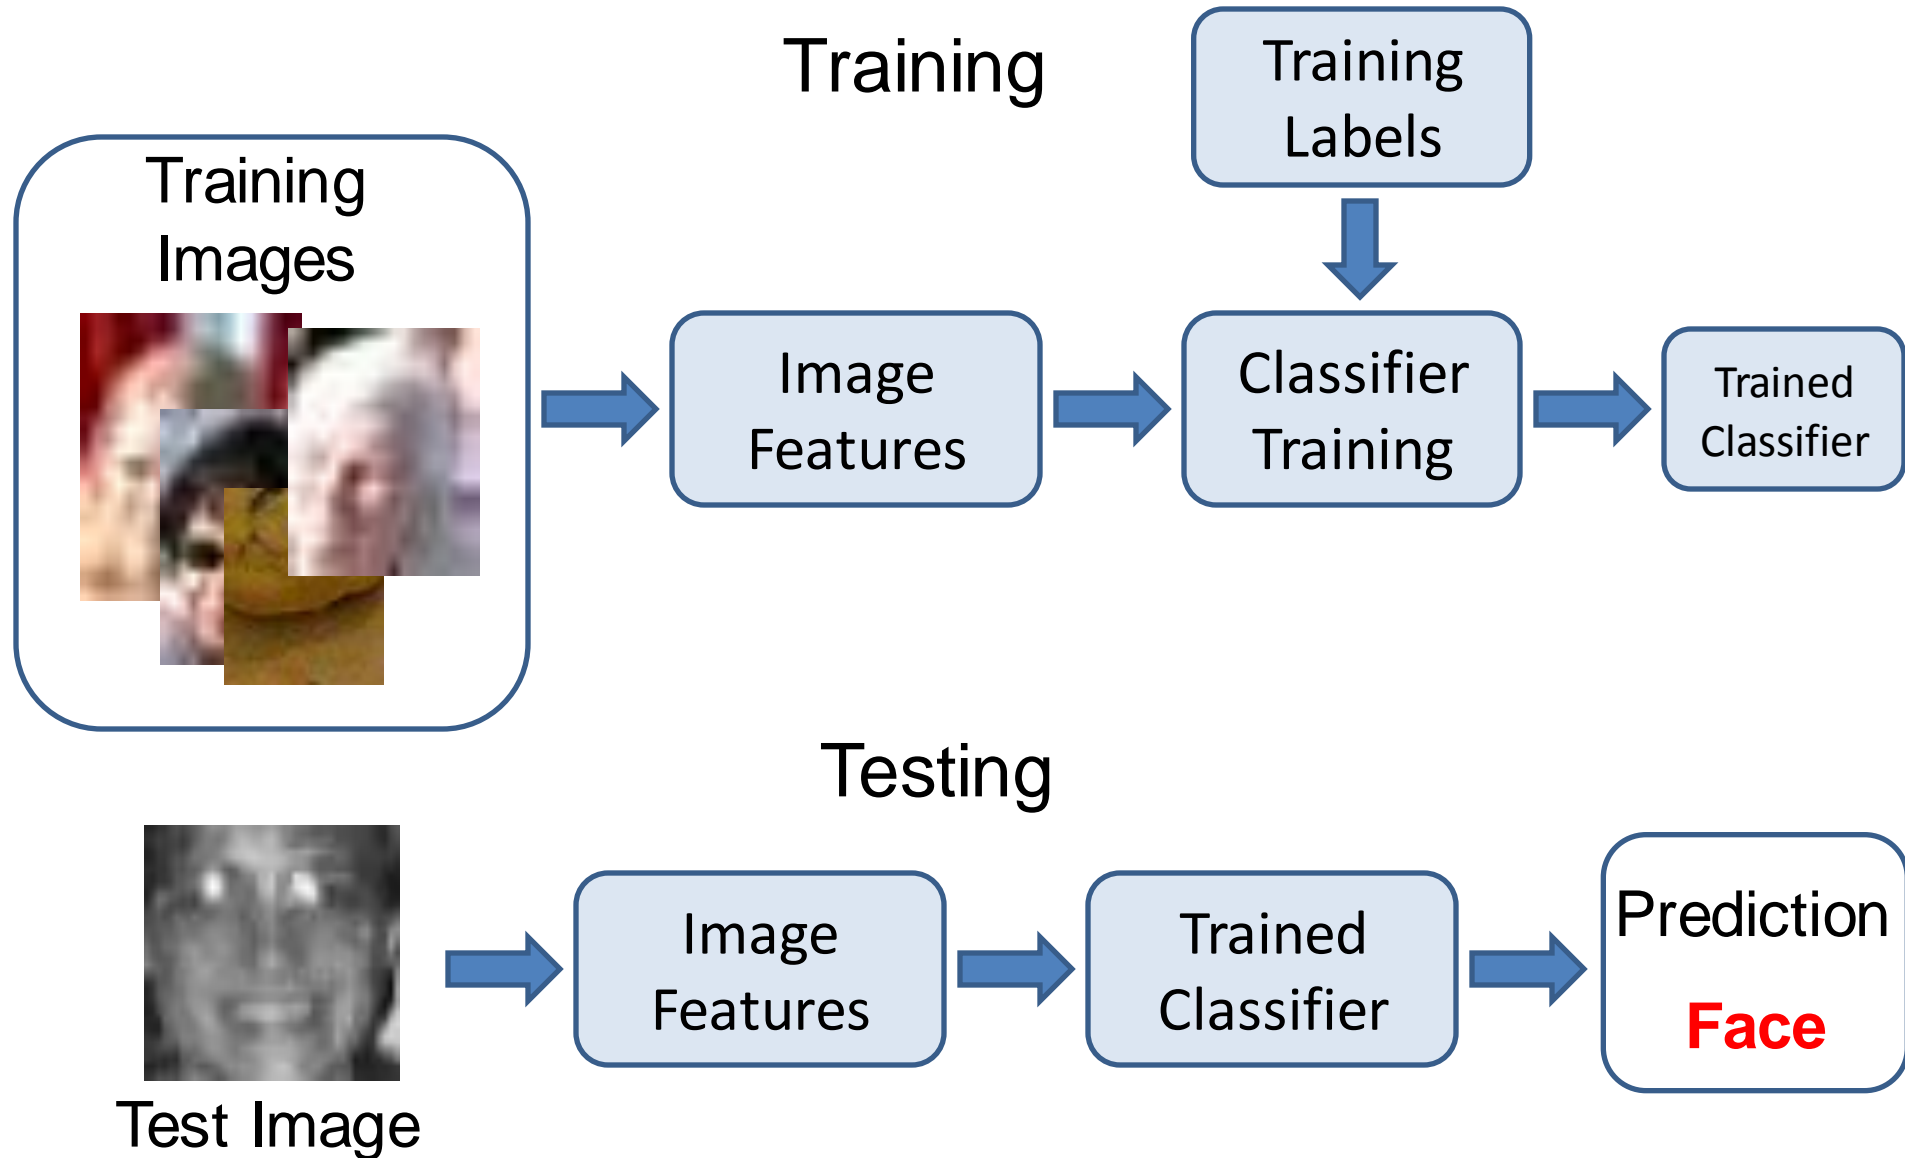 Training
Training
Labels
Training
Images
Image
Features
Classifier
Training
Trained
Classifier
Testing
Image
Features
Trained
Classifier
Prediction
Face
Test Image